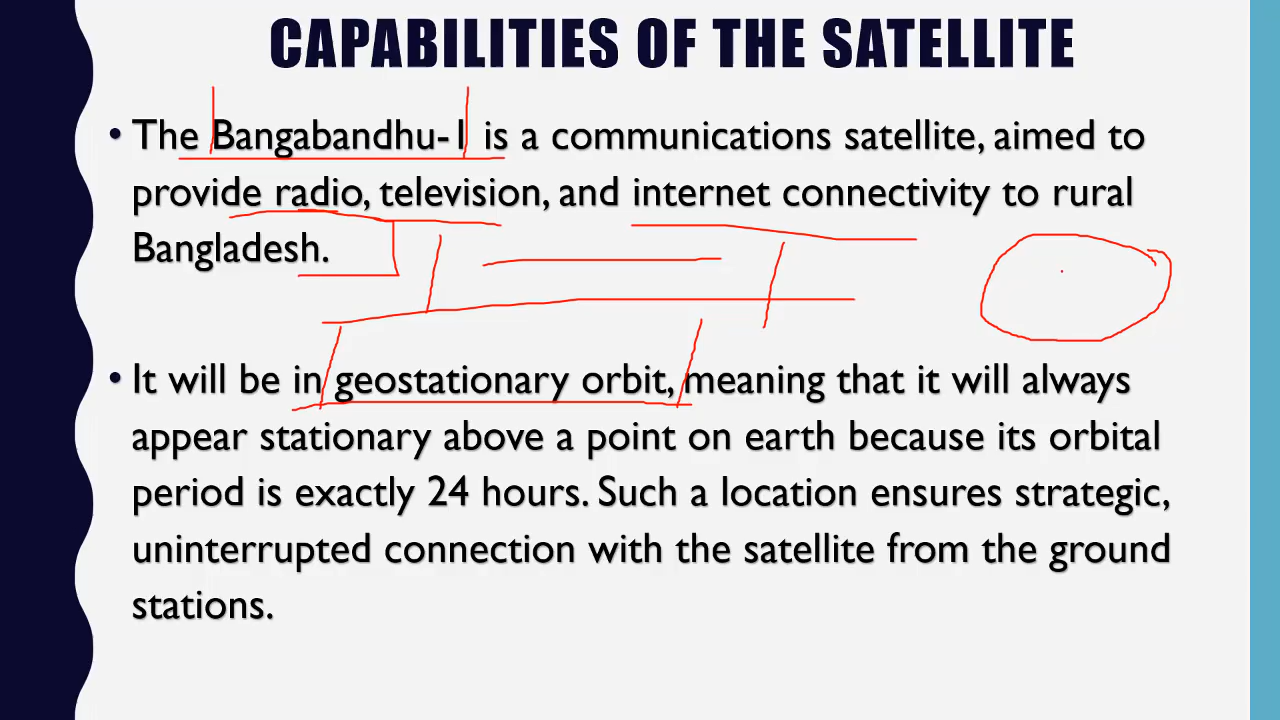 CAPABILITIES OF THE SATELLITE
• The Bangabandhu-1 is a communications satellite, aimed to
provide radio, television, and internet connectivity to rural
Bangladesh.
• It will be in geostationary orbit, meaning that it will always
appear stationary above a point on earth because its orbital
period is exactly 24 hours. Such a location ensures strategic,
uninterrupted connection with the satellite from the ground
stations.